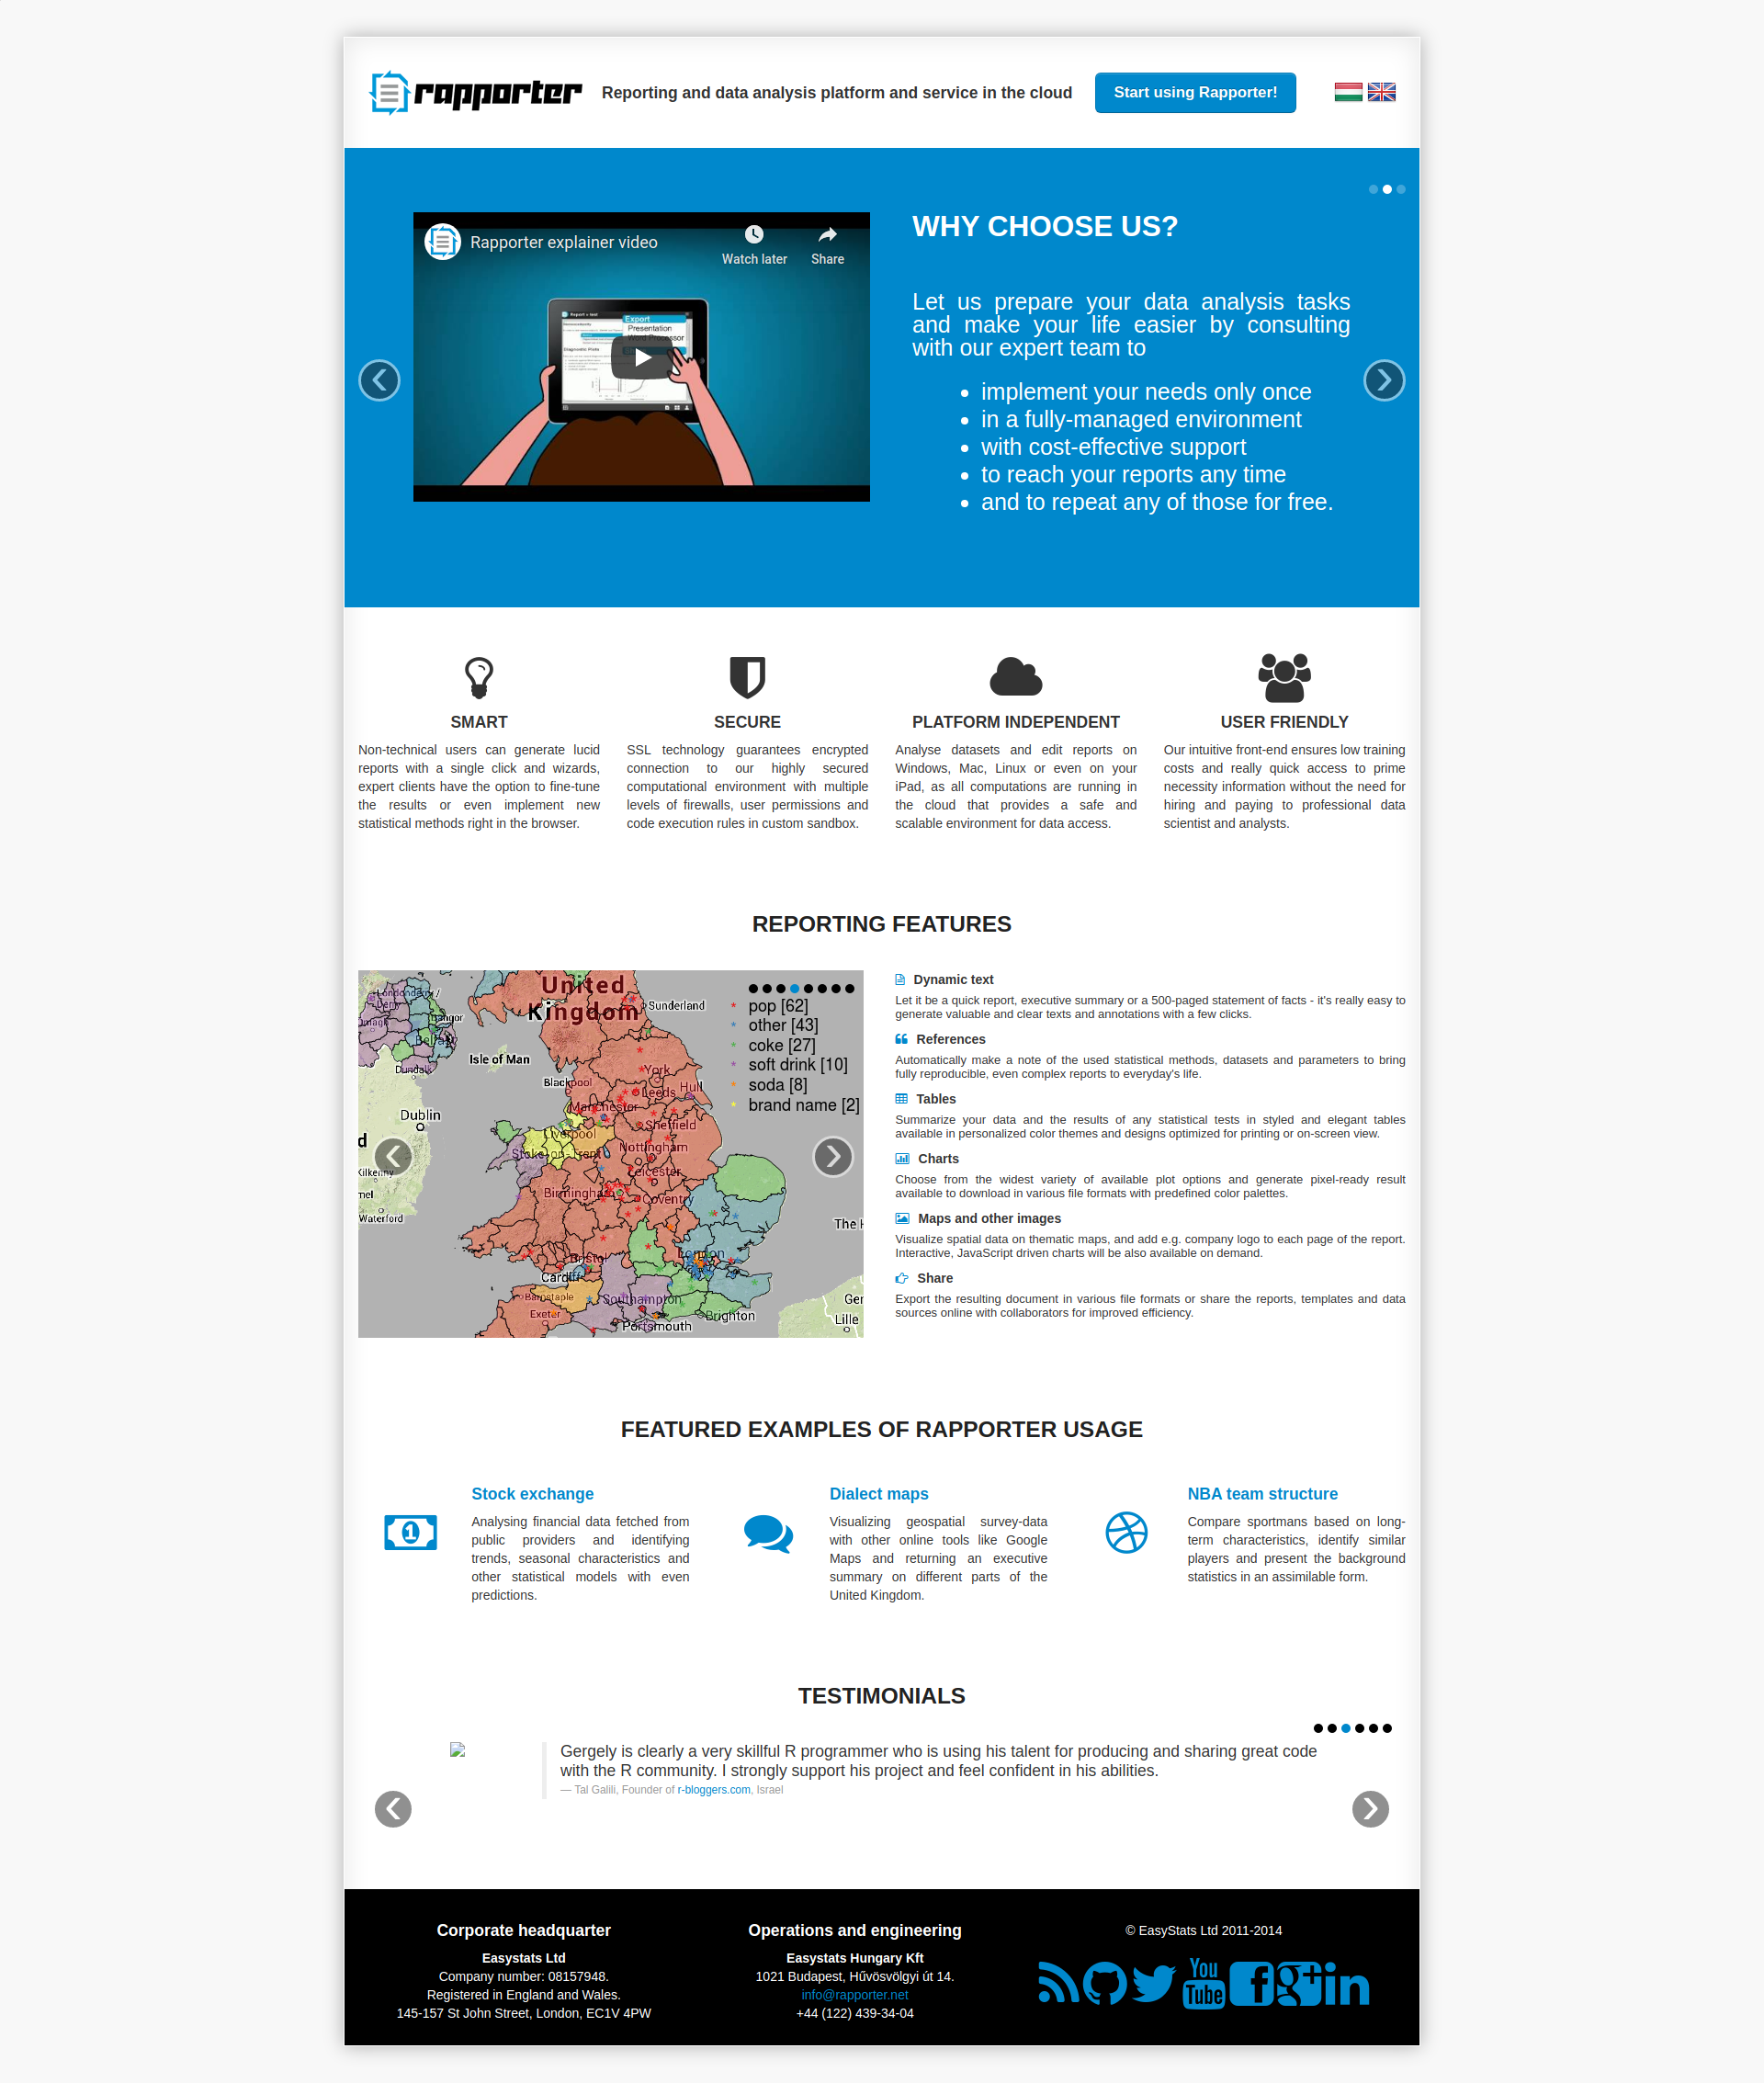 rapporter
Reporting and data analysis platform and service in the cloud
Start using Rapporter!
Rapporter explainer video
Watch later
Share
Export
Presentation
Word Processor
WHY CHOOSE US?
Let us prepare your data analysis tasks
and make your life easier by consulting
with our expert team to
implement your needs only once
in a fully-managed environment
with cost-effective support
to reach your reports any time
and to repeat any of those for free.
SMART
Non-technical users can generate lucid
reports with a single click and wizards,
expert clients have the option to fine-tune
the results or even implement new
statistical methods right in the browser.
SECURE
SSL technology guarantees encrypted
connection to our highly secured
computational environment with multiple
levels of firewalls, user permissions and
code execution rules in custom sandbox.
PLATFORM INDEPENDENT
Analyse datasets and edit reports on
Windows, Mac, Linux or even on your
iPad, as all computations are running in
the cloud that provides a safe and
scalable environment for data access.
USER FRIENDLY
Our intuitive front-end ensures low training
costs and really quick access to prime
necessity information without the need for
hiring and paying to professional data
scientist and analysts.
REPORTING FEATURES
United
Kingdom
Londonderry /
Derry
Omagh
Bangor
Belfast
Dundalk
Isle of Man
Sunderland
Blackpool
York
Leeds
Hull
Manchester
Sheffield
Liverpool
Dublin
Stoke-on-Trent
Nottingham
Leicester
Kilkenny
Birmingham
Coventry
Waterford
The H
London
Bristol
Cardiff
Barnstaple
Southampton
Exeter
Brighton
Portsmouth
Ger
Lille
pop [62]
other [43]
coke [27]
soft drink [10]
soda [8]
brand name [2]
Dynamic text
Let it be a quick report, executive summary or a 500-paged statement of facts - it's really easy to
generate valuable and clear texts and annotations with a few clicks.
References
Automatically make a note of the used statistical methods, datasets and parameters to bring
fully reproducible, even complex reports to everyday's life.
Tables
Summarize your data and the results of any statistical tests in styled and elegant tables
available in personalized color themes and designs optimized for printing or on-screen view.
Charts
Choose from the widest variety of available plot options and generate pixel-ready result
available to download in various file formats with predefined color palettes.
Maps and other images
Visualize spatial data on thematic maps, and add e.g. company logo to each page of the report.
Interactive, JavaScript driven charts will be also available on demand.
Share
Export the resulting document in various file formats or share the reports, templates and data
sources online with collaborators for improved efficiency.
FEATURED EXAMPLES OF RAPPORTER USAGE
Stock exchange
Analysing financial data fetched from
public providers and identifying
trends, seasonal characteristics and
other statistical models with even
predictions.
Dialect maps
Visualizing geospatial survey-data
with other online tools like Google
Maps and returning an executive
summary on different parts of the
United Kingdom.
NBA team structure
Compare sportmans based on long-
term characteristics, identify similar
players and present the background
statistics in an assimilable form.
TESTIMONIALS
Gergely is clearly a very skillful R programmer who is using his talent for producing and sharing great code
with the R community. I strongly support his project and feel confident in his abilities.
— Tal Galili, Founder of r-bloggers.com, Israel
Corporate headquarter
Easystats Ltd
Company number: 08157948.
Registered in England and Wales.
145-157 St John Street, London, EC1V 4PW
Operations and engineering
Easystats Hungary Kft
1021 Budapest, Hűvösvölgyi út 14.
info@rapporter.net
+44 (122) 439-34-04
© EasyStats Ltd 2011-2014
You
Tube